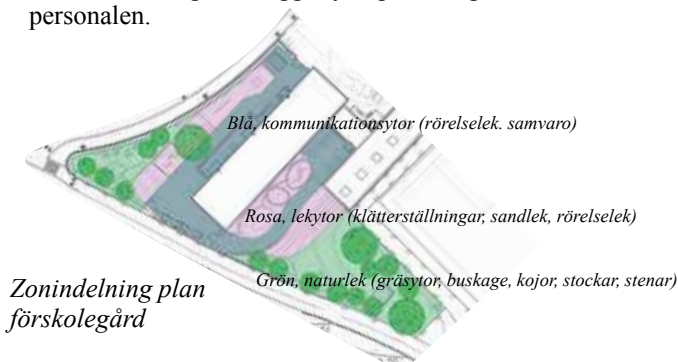 personalen.
Blå, kommunikationsytor (rörelselek. samvaro)
Rosa, lekytor (klätterställningar, sandlek, rörelselek)
Grön, naturlek (gräsytor, buskage, kojor, stockar, stenar)
Zonindelning plan
förskolegård